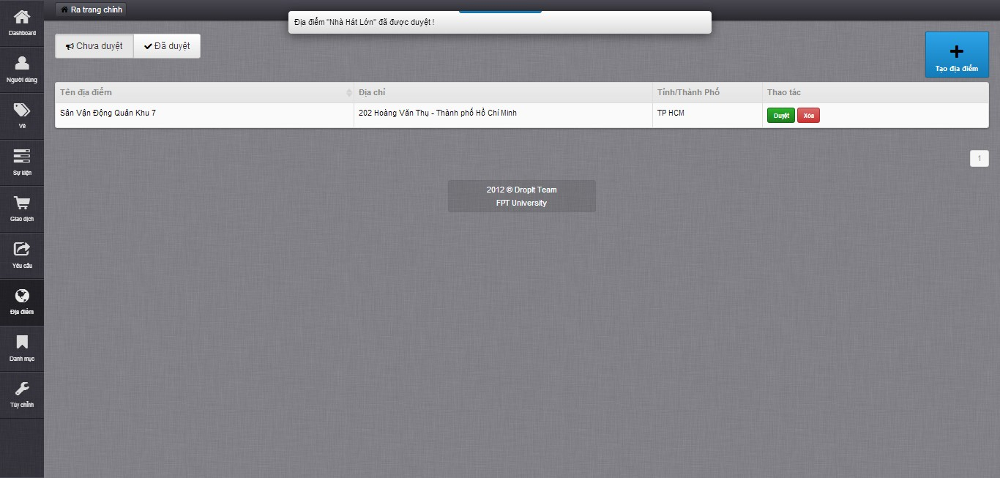 Ra trang chính
Địa điểm "Nhà Hát Lớn" đã được duyệt !
Dashboard
Người dùng
Vé
Sự kiện
Giao dịch
Yêu cầu
Địa điểm
Danh mục
Tùy chỉnh
Chưa duyệt Đã duyệt
Tạo địa điểm
Tên địa điểm Địa chỉ Tỉnh/Thành Phố Thao tác
Sân Vận Động Quân Khu 7 202 Hoàng Văn Thụ - Thành phố Hồ Chí Minh TP HCM Duyệt Xóa
1
2012 © DropIt Team
FPT University